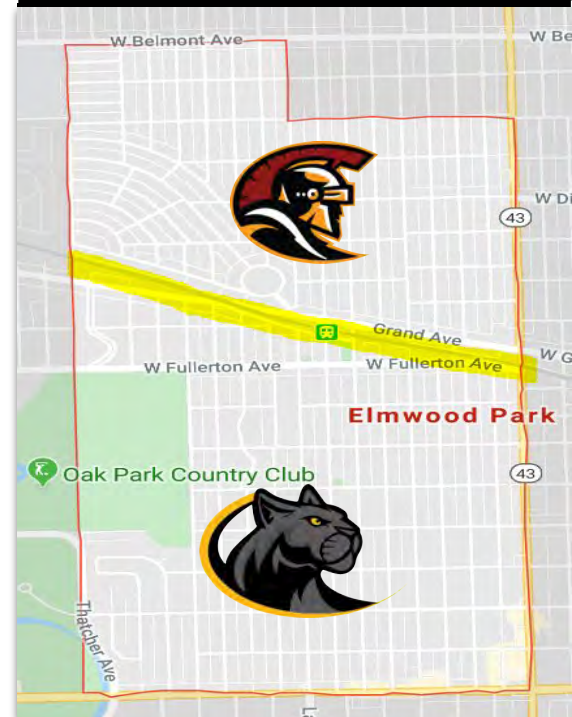 W Belmont Ave
W Be
W Di
43
Grand Ave
W G
W Fullerton Ave
W Fullerton Ave
Elmwood Park
Oak Park Country Club
43
Thatcher Ave